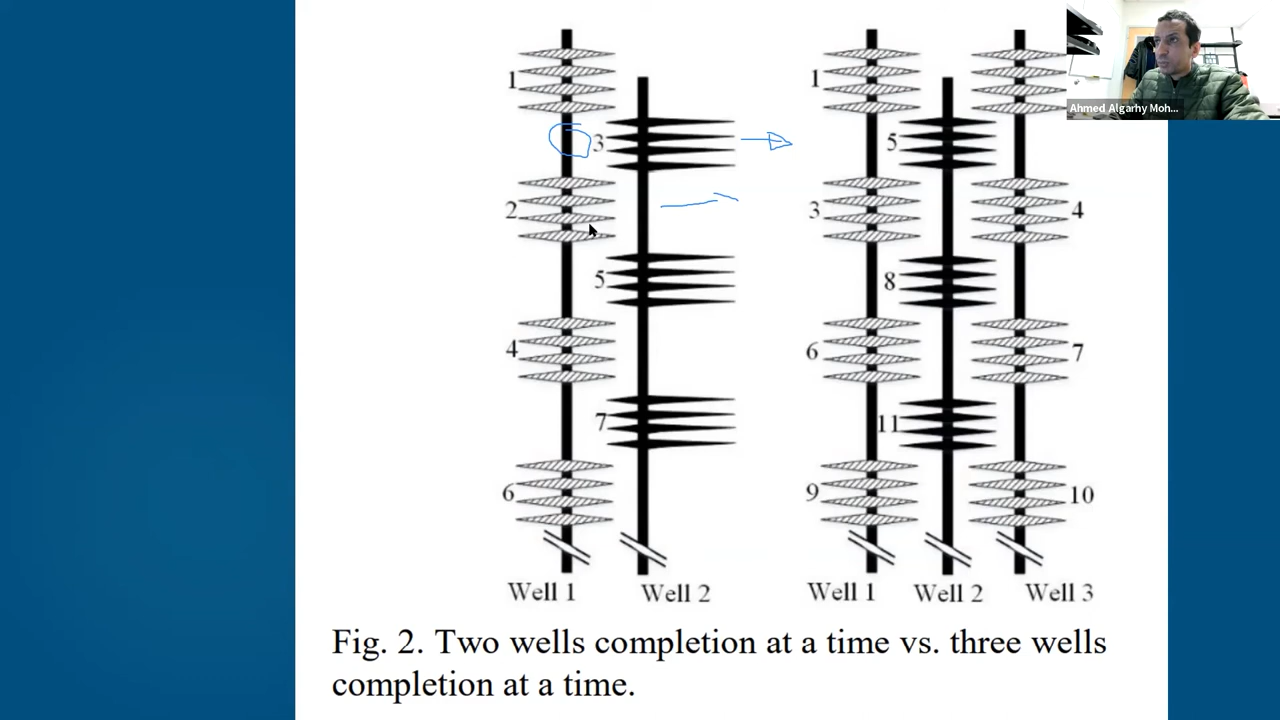 1
3
2
5
4
7
6
Well 1
Well 2
1
5
3
4
8
6
7
11
9
10
Well 1
Well 2
Well 3
Ahmed Algarhy Moh...
Fig. 2. Two wells completion at a time vs. three wells
completion at a time.